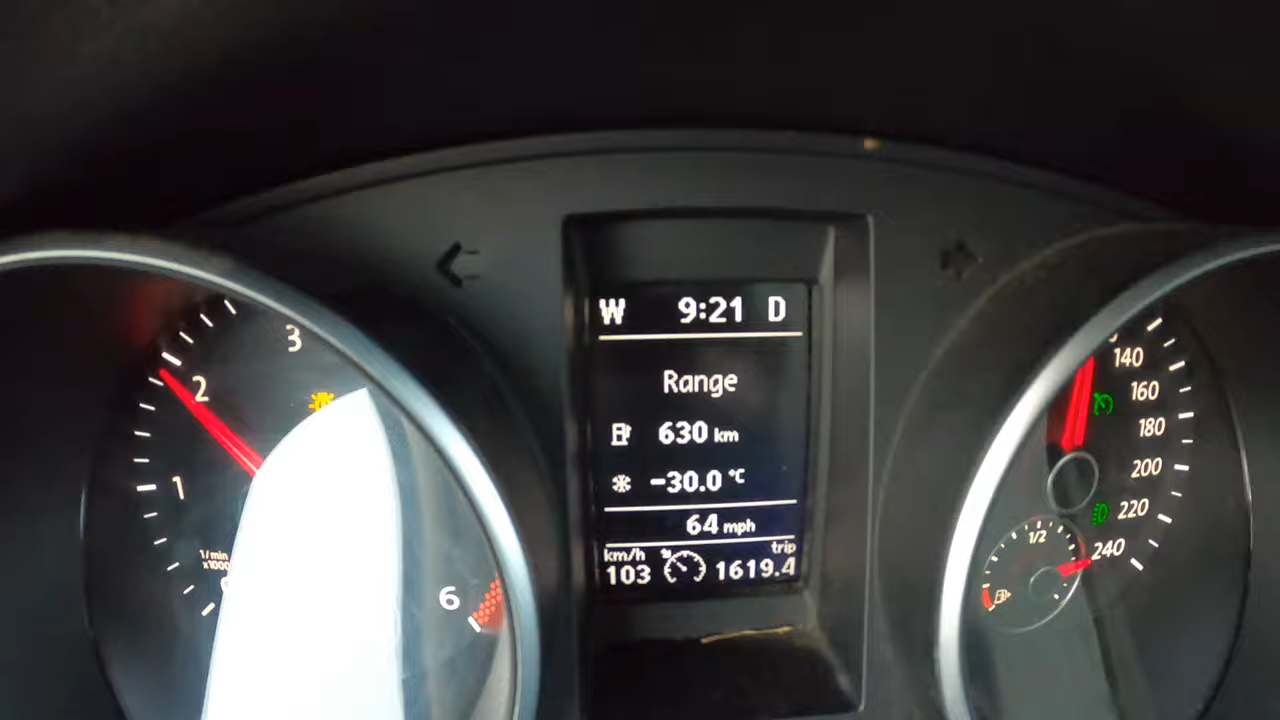 W 9:21 D
Range
630 km
-30.0 °C
64 mph
km/h trip
103 1619.4
3
2
1
1/min
x1000
6
140
160
180
200
220
240
1/2